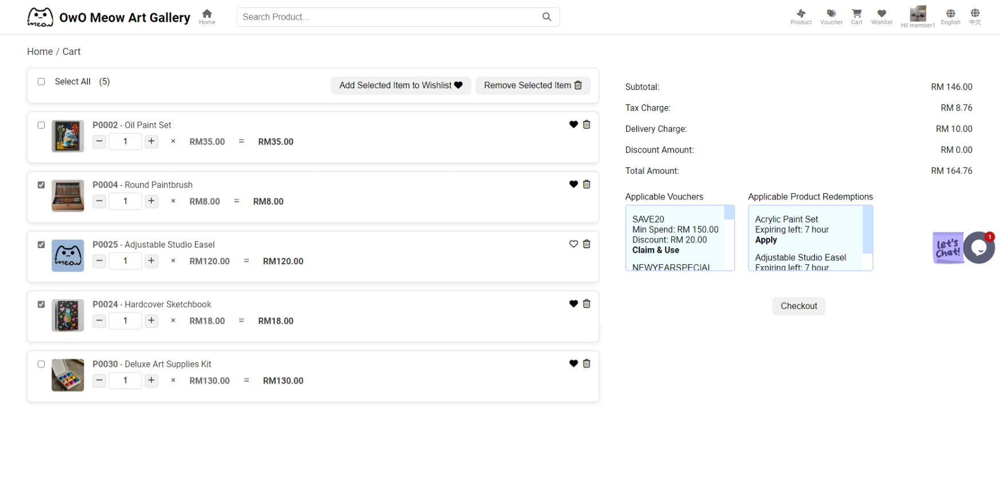 meow OwO Meow Art Gallery Home Search Product... Product Voucher Cart Wishlist Hi! member1 English 中文
Home / Cart
Select All (5) Add Selected Item to Wishlist Remove Selected Item
P0002 - Oil Paint Set
− 1 + × RM35.00 = RM35.00
P0004 - Round Paintbrush
− 1 + × RM8.00 = RM8.00
P0025 - Adjustable Studio Easel
meow
− 1 + × RM120.00 = RM120.00
P0024 - Hardcover Sketchbook
− 1 + × RM18.00 = RM18.00
P0030 - Deluxe Art Supplies Kit
− 1 + × RM130.00 = RM130.00
Subtotal: RM 146.00
Tax Charge: RM 8.76
Delivery Charge: RM 10.00
Discount Amount: RM 0.00
Total Amount: RM 164.76
Applicable Vouchers
SAVE20
Min Spend: RM 150.00
Discount: RM 20.00
Claim & Use
NEWYEARSPECIAL
Applicable Product Redemptions
Acrylic Paint Set
Expiring left: 7 hour
Apply
Adjustable Studio Easel
Expiring left: 7 hour
Let's
Chat!
1
Checkout